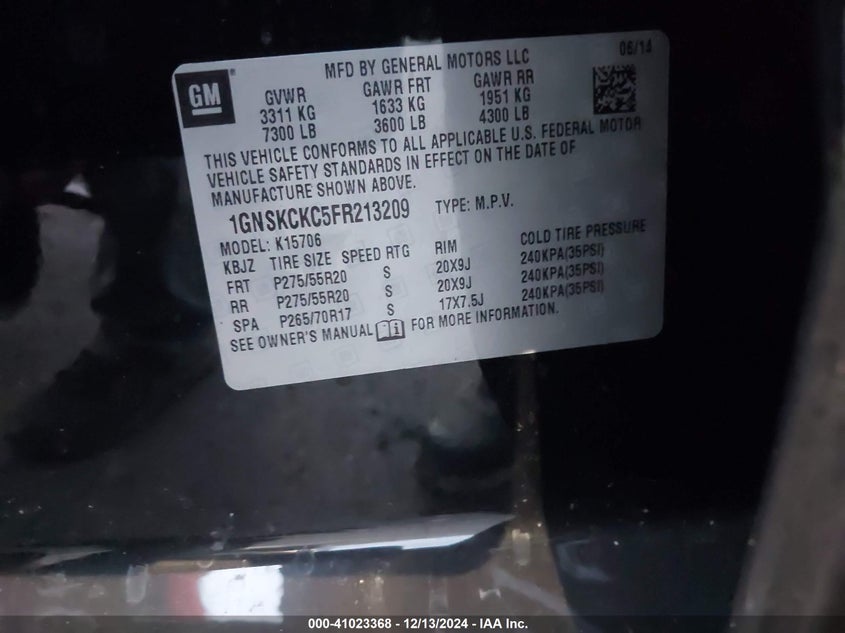 06/14
MFD BY GENERAL MOTORS LLC
GM®
GVWR GAWR FRT GAWR RR
3311 KG 1633 KG 1951 KG
7300 LB 3600 LB 4300 LB
THIS VEHICLE CONFORMS TO ALL APPLICABLE U.S. FEDERAL MOTOR
VEHICLE SAFETY STANDARDS IN EFFECT ON THE DATE OF
MANUFACTURE SHOWN ABOVE.
1GNSKCKC5FR213209 TYPE: M.P.V.
MODEL: K15706
KBJZ TIRE SIZE SPEED RTG RIM COLD TIRE PRESSURE
FRT P275/55R20 S 20X9J 240KPA(35PSI)
RR P275/55R20 S 20X9J 240KPA(35PSI)
SPA P265/70R17 S 17X7.5J 240KPA(35PSI)
SEE OWNER'S MANUAL FOR MORE INFORMATION.
000-41023368 - 12/13/2024 - IAA Inc.